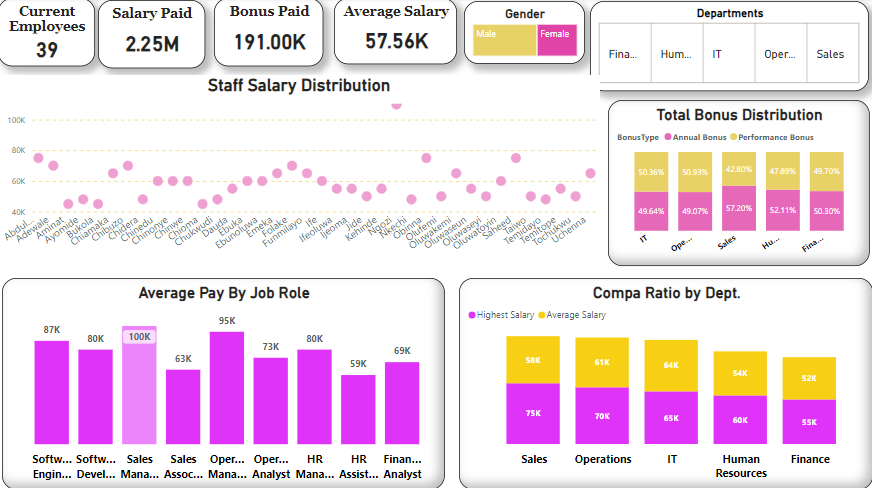 Current
Employees
39
Salary Paid
2.25M
Bonus Paid
191.00K
Average Salary
57.56K
Gender
Male
Female
Departments
Fina...
Hum...
IT
Oper...
Sales
Staff Salary Distribution
100K
80K
60K
40K
Abdul...
Adewale
Aminat
Ayomide
Bukola
Chiamaka
Chibuzo
Chidera
Chinedu
Chinonye
Chinwe
Chioma
Chukwudi
Dauda
Ebuka
Ebunoluwa
Emeka
Folake
Funmilayo
Ife
Ifeoluwa
Ijeoma
Jide
Kehinde
Ngozi
Nkechi
Obinna
Olufemi
Oluwakemi
Oluwaseun
Oluwaseyi
Oluwatoyin
Saheed
Taiwo
Temidayo
Temitope
Tochukwu
Uchenna
Total Bonus Distribution
BonusType Annual Bonus Performance Bonus
50.36% 50.93% 42.80% 47.89% 49.70%
49.64% 49.07% 57.20% 52.11% 50.30%
IT Ope... Sales Hu... Fina...
Average Pay By Job Role
87K 80K 100K 63K 95K 73K 80K 59K 69K
Softw... Softw... Sales Sales Oper... Oper... HR HR Finan...
Engin... Devel... Mana... Assoc... Mana... Analyst Mana... Assist... Analyst
Compa Ratio by Dept.
Highest Salary Average Salary
58K 61K 64K 54K 52K
75K 70K 65K 60K 55K
Sales Operations IT Human Finance
Resources